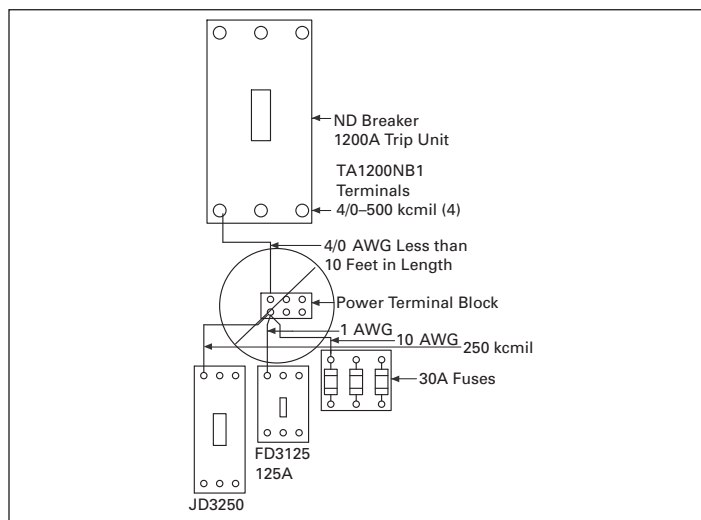 ND Breaker
1200A Trip Unit
TA1200NB1
Terminals
4/0–500 kcmil (4)
4/0 AWG Less than
10 Feet in Length
Power Terminal Block
1 AWG
10 AWG
250 kcmil
30A Fuses
FD3125
125A
JD3250